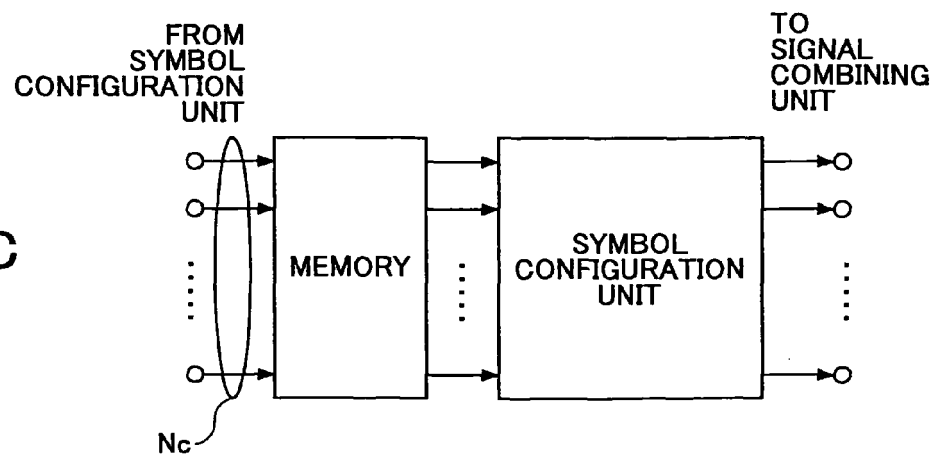 FROM
SYMBOL
CONFIGURATION
UNIT
TO
SIGNAL
COMBINING
UNIT
C
MEMORY
SYMBOL
CONFIGURATION
UNIT
Nc